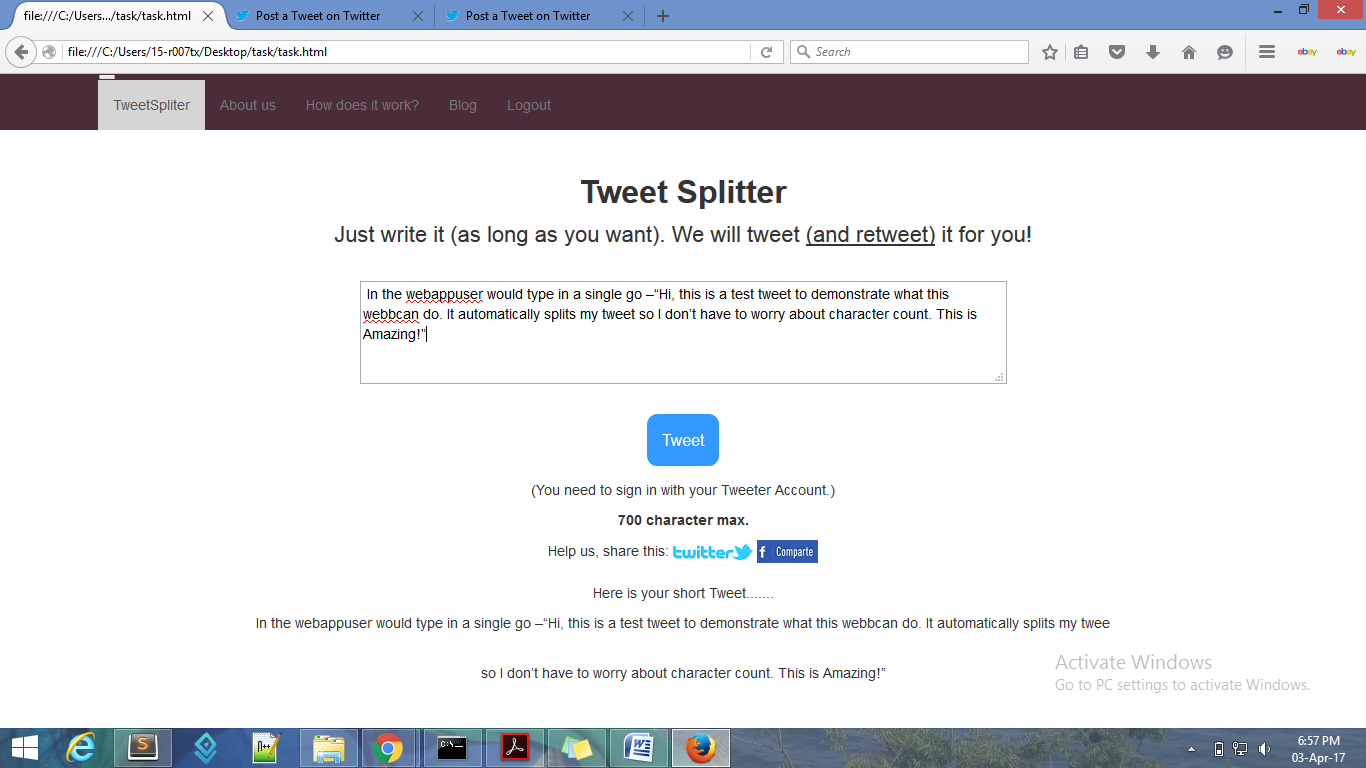 file:///C:/Users.../task/task.html Post a Tweet on Twitter Post a Tweet on Twitter
file:///C:/Users/15-r007tx/Desktop/task/task.html Search ebay ebay
TweetSpliter About us How does it work? Blog Logout
Tweet Splitter
Just write it (as long as you want). We will tweet (and retweet) it for you!
In the webappuser would type in a single go –“Hi, this is a test tweet to demonstrate what this
webbcan do. It automatically splits my tweet so I don’t have to worry about character count. This is
Amazing!”
Tweet
(You need to sign in with your Tweeter Account.)
700 character max.
Help us, share this: twitter f Comparte
Here is your short Tweet.......
In the webappuser would type in a single go –“Hi, this is a test tweet to demonstrate what this webbcan do. It automatically splits my twee
so I don’t have to worry about character count. This is Amazing!”
Activate Windows
Go to PC settings to activate Windows.
6:57 PM
03-Apr-17